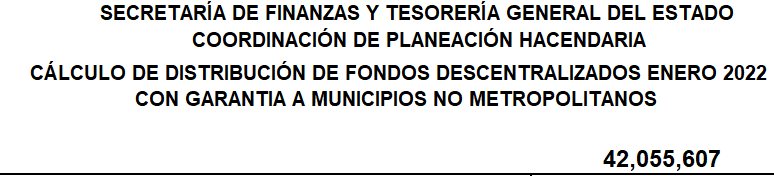 SECRETARÍA DE FINANZAS Y TESORERÍA GENERAL DEL ESTADO
COORDINACIÓN DE PLANEACIÓN HACENDARIA
CÁLCULO DE DISTRIBUCIÓN DE FONDOS DESCENTRALIZADOS ENERO 2022
CON GARANTIA A MUNICIPIOS NO METROPOLITANOS
42,055,607